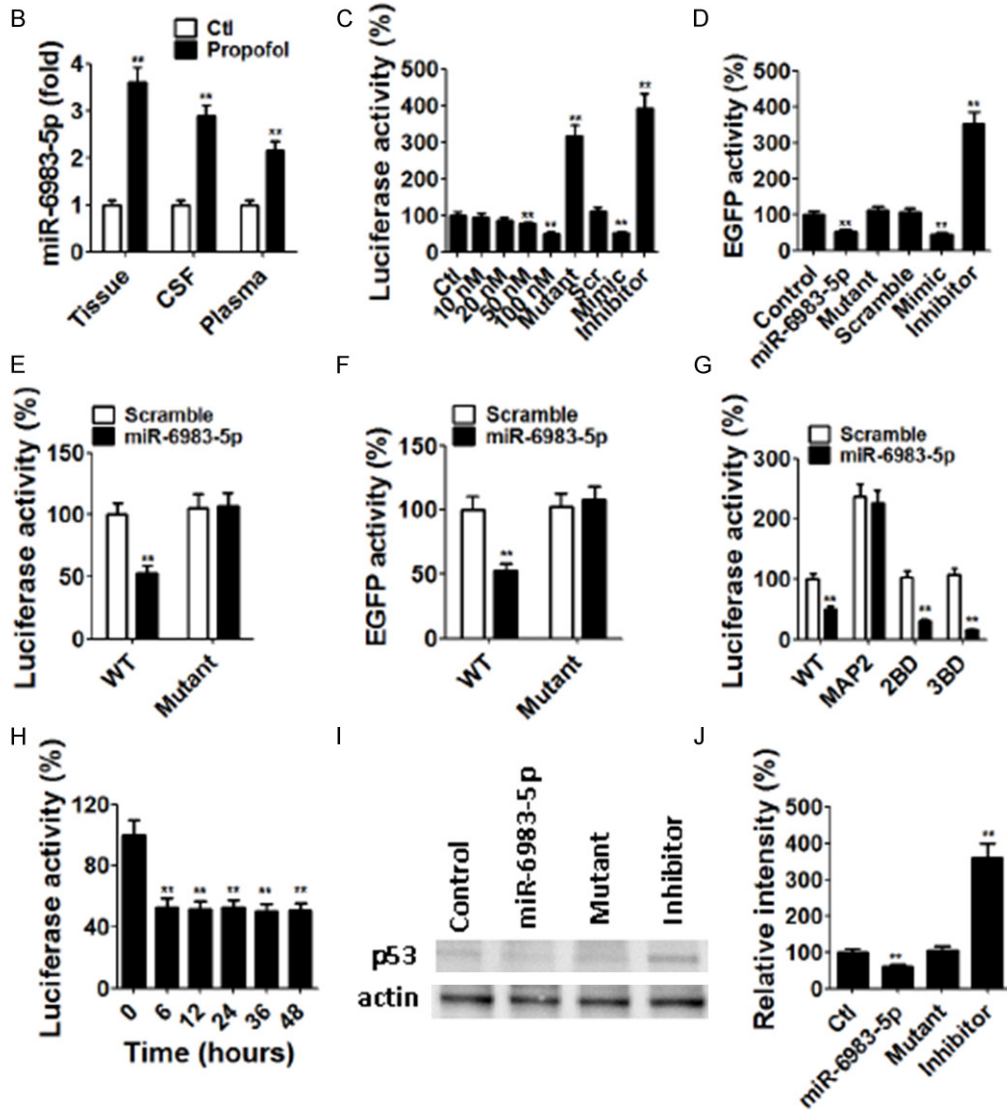 B
Ctl
Propofol
miR-6983-5p (fold)
4
3
2
1
0
##
**
**
Tissue
CSF
Plasma
C
Luciferase activity (%)
500
400
300
200
100
0
**
**
##
**
**
Ctl
10 nM
20 nM
50 nM
100 nM
Mutant
Scr
Mimic
Inhibitor
D
EGFP activity (%)
500
400
300
200
100
0
**
**
**
Control
miR-6983-5p
Mutant
Scramble
Mimic
Inhibitor
E
Scramble
miR-6983-5p
Luciferase activity (%)
150
100
50
0
**
WT
Mutant
F
Scramble
miR-6983-5p
EGFP activity (%)
150
100
50
0
**
WT
Mutant
G
Scramble
miR-6983-5p
Luciferase activity (%)
300
200
100
0
**
##
**
WT
MAP2
2BD
3BD
H
Luciferase activity (%)
120
80
40
0
**
**
**
**
**
0
6
12
24
36
48
Time (hours)
I
Control
miR-6983-5p
Mutant
Inhibitor
p53
actin
J
Relative intensity (%)
500
400
300
200
100
0
**
##
Ctl
miR-6983-5p
Mutant
Inhibitor